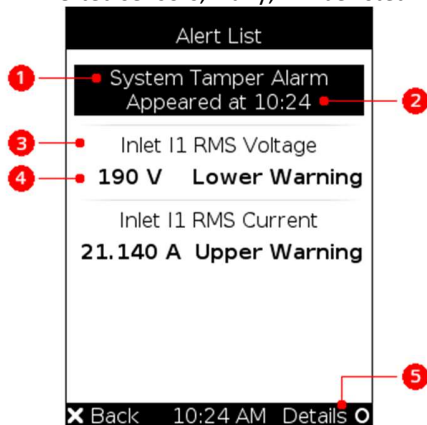 Alert List
1
System Tamper Alarm
Appeared at 10:24
2
3
Inlet I1 RMS Voltage
4
190 V Lower Warning
Inlet I1 RMS Current
21.140 A Upper Warning
5
X Back 10:24 AM Details O